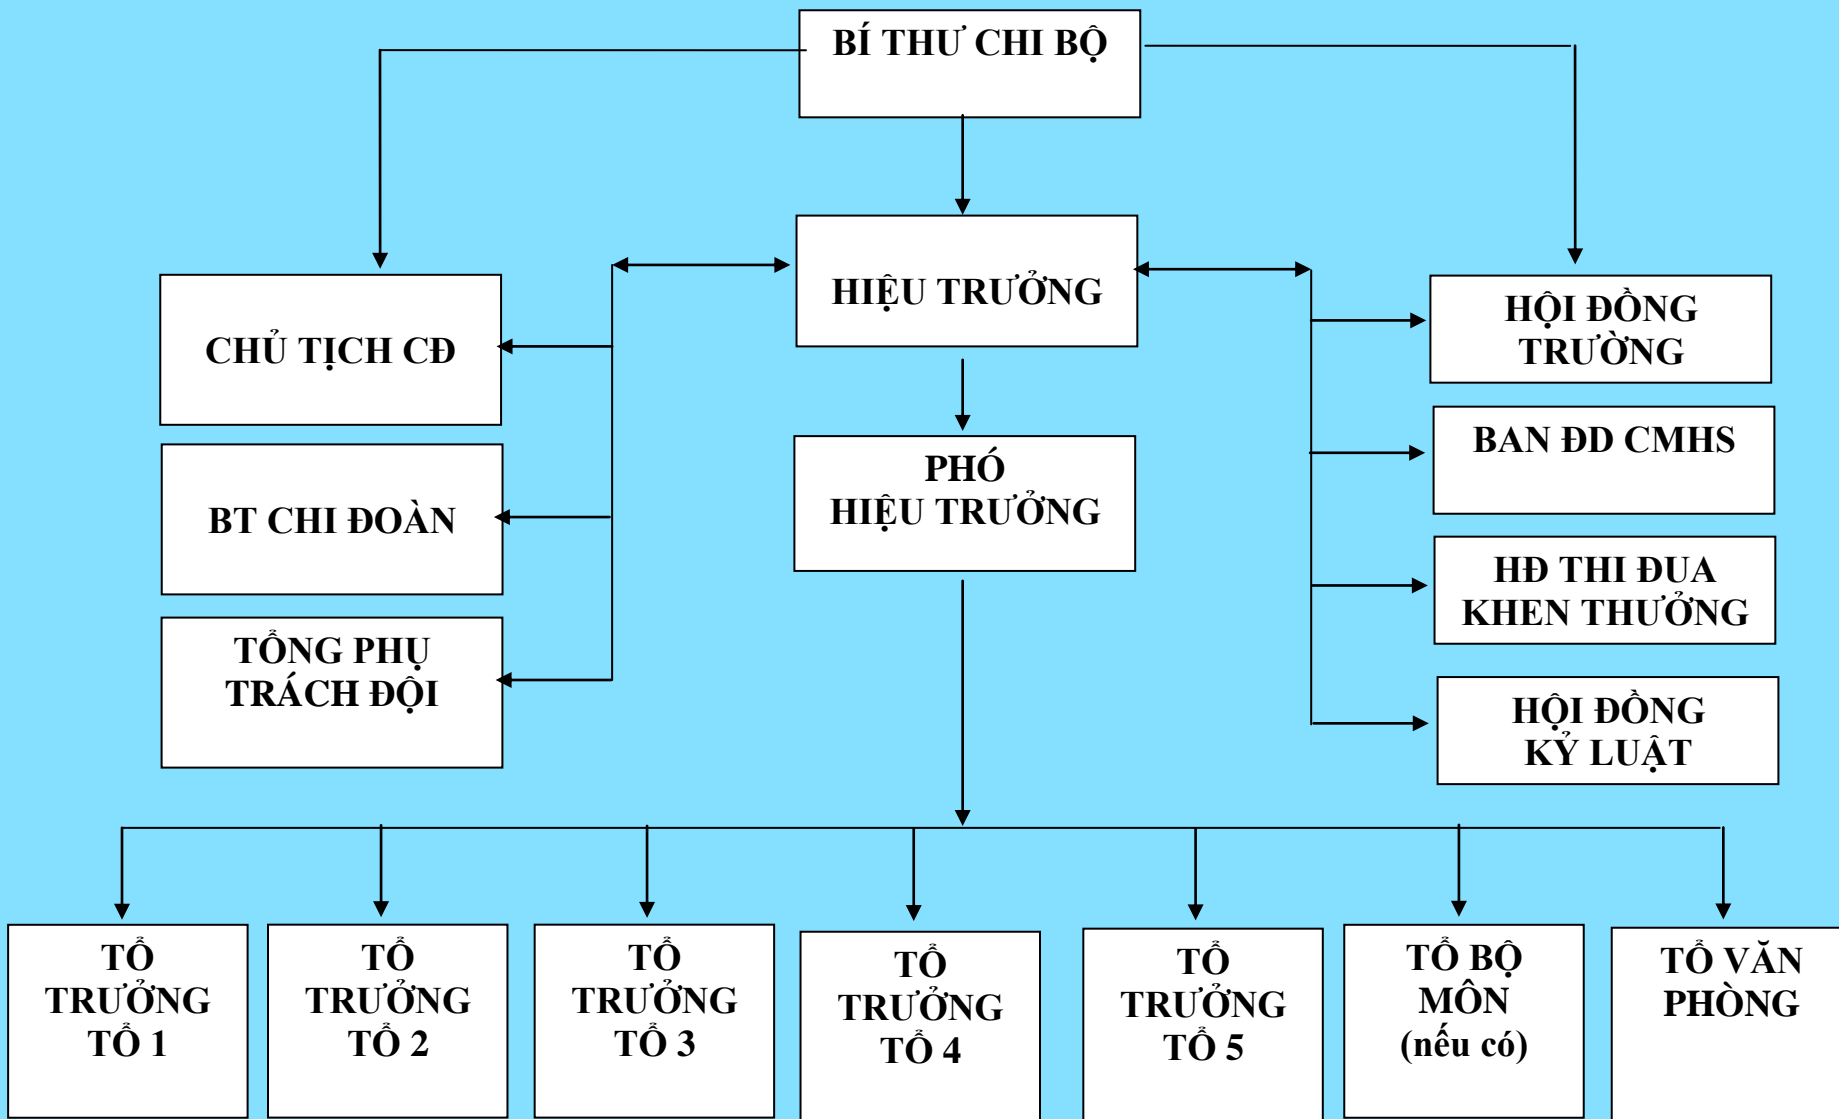 BÍ THƯ CHI BỘ
HIỆU TRƯỞNG
CHỦ TỊCH CĐ
HỘI ĐỒNG
TRƯỜNG
BT CHI ĐOÀN
PHÓ
HIỆU TRƯỞNG
BAN ĐD CMHS
TỔNG PHỤ
TRÁCH ĐỘI
HĐ THI ĐUA
KHEN THƯỞNG
HỘI ĐỒNG
KỶ LUẬT
TỔ
TRƯỞNG
TỔ 1
TỔ
TRƯỞNG
TỔ 2
TỔ
TRƯỞNG
TỔ 3
TỔ
TRƯỞNG
TỔ 4
TỔ
TRƯỞNG
TỔ 5
TỔ BỘ
MÔN
(nếu có)
TỔ VĂN
PHÒNG